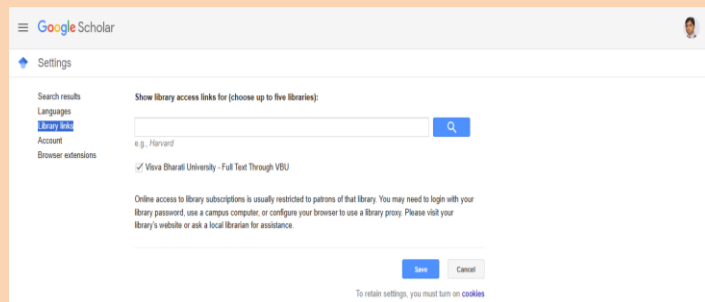 Google Scholar
Settings
Search results
Languages
Library links
Account
Browser extensions
Show library access links for (choose up to five libraries):
e.g., Harvard
Visva Bharati University - Full Text Through VBU
Online access to library subscriptions is usually restricted to patrons of that library. You may need to login with your
library password, use a campus computer, or configure your browser to use a library proxy. Please visit your
library's website or ask a local librarian for assistance.
Save Cancel
To retain settings, you must turn on cookies